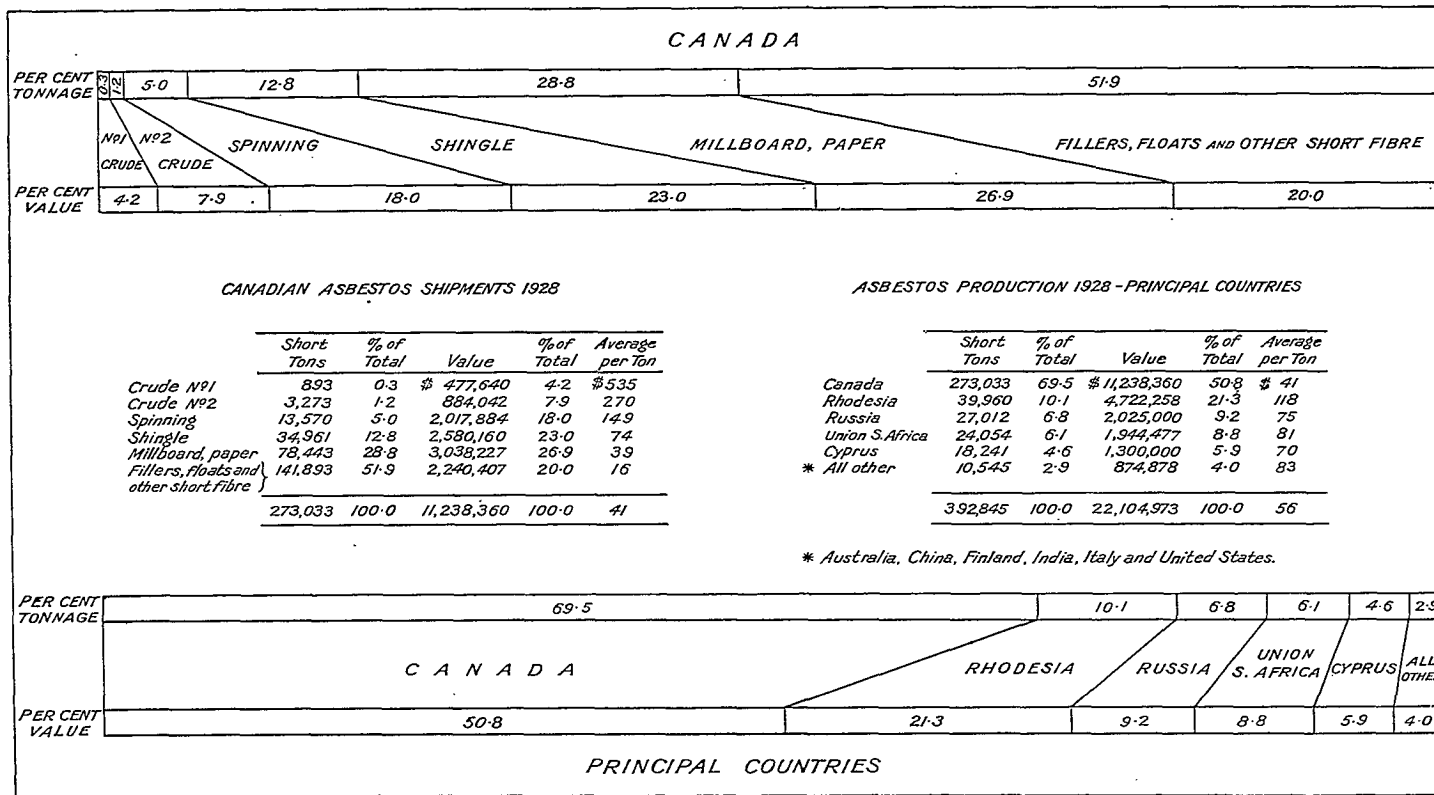 CANADA
PER CENT TONNAGE 0·3 1·2 5·0 12·8 28·8 51·9
Nº1 CRUDE Nº2 CRUDE SPINNING SHINGLE MILLBOARD, PAPER FILLERS, FLOATS AND OTHER SHORT FIBRE
PER CENT VALUE 4·2 7·9 18·0 23·0 26·9 20·0
CANADIAN ASBESTOS SHIPMENTS 1928
Short Tons % of Total Value % of Total Average per Ton
Crude Nº1 893 0·3 $ 477,640 4·2 $535
Crude Nº2 3,273 1·2 884,042 7·9 270
Spinning 13,570 5·0 2,017,884 18·0 149
Shingle 34,961 12·8 2,580,160 23·0 74
Millboard, paper 78,443 28·8 3,038,227 26·9 39
Fillers, floats and other short fibre 141,893 51·9 2,240,407 20·0 16
273,033 100·0 11,238,360 100·0 41
ASBESTOS PRODUCTION 1928 - PRINCIPAL COUNTRIES
Short Tons % of Total Value % of Total Average per Ton
Canada 273,033 69·5 $11,238,360 50·8 $ 41
Rhodesia 39,960 10·1 4,722,258 21·3 118
Russia 27,012 6·8 2,025,000 9·2 75
Union S. Africa 24,054 6·1 1,944,477 8·8 81
Cyprus 18,241 4·6 1,300,000 5·9 70
* All other 10,545 2·9 874,878 4·0 83
392,845 100·0 22,104,973 100·0 56
* Australia, China, Finland, India, Italy and United States.
PER CENT TONNAGE 69·5 10·1 6·8 6·1 4·6 2·9
CANADA RHODESIA RUSSIA UNION S. AFRICA CYPRUS ALL OTHER
PER CENT VALUE 50·8 21·3 9·2 8·8 5·9 4·0
PRINCIPAL COUNTRIES